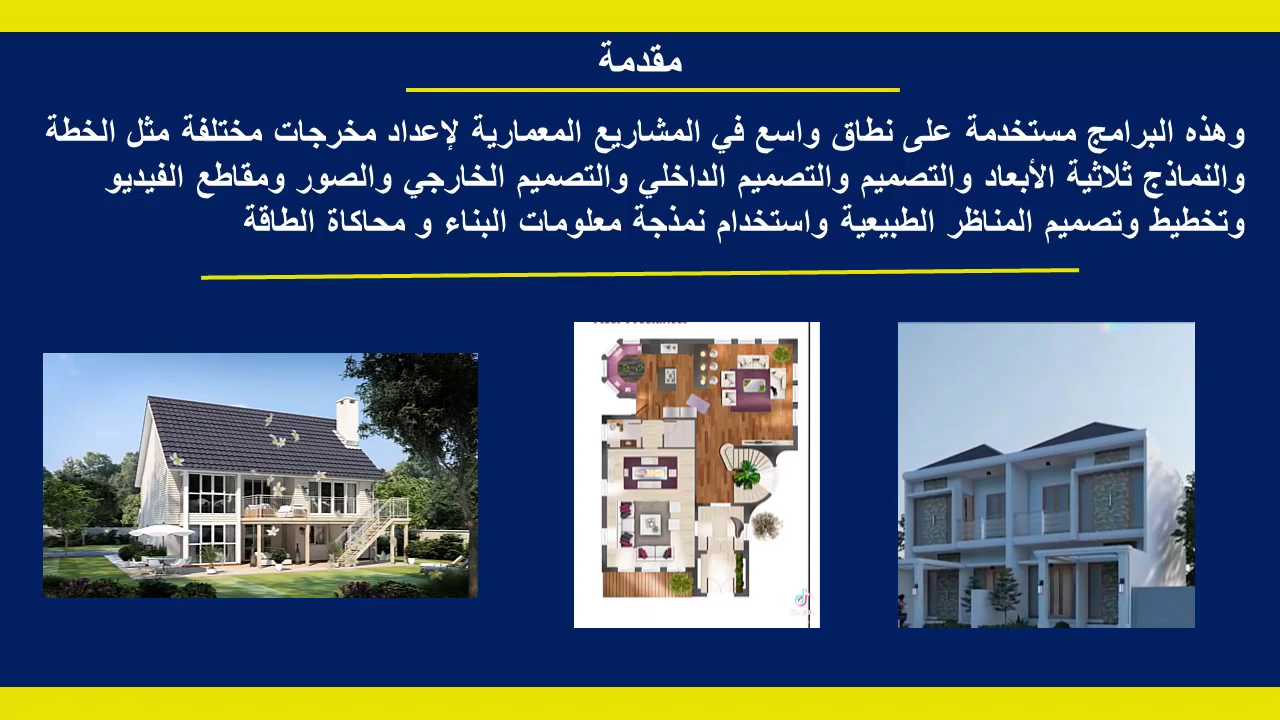 مقدمة
وهذه البرامج مستخدمة على نطاق واسع في المشاريع المعمارية لإعداد مخرجات مختلفة مثل الخطة
والنماذج ثلاثية الأبعاد والتصميم والتصميم الداخلي والتصميم الخارجي والصور ومقاطع الفيديو
وتخطيط وتصميم المناظر الطبيعية واستخدام نمذجة معلومات البناء و محاكاة الطاقة